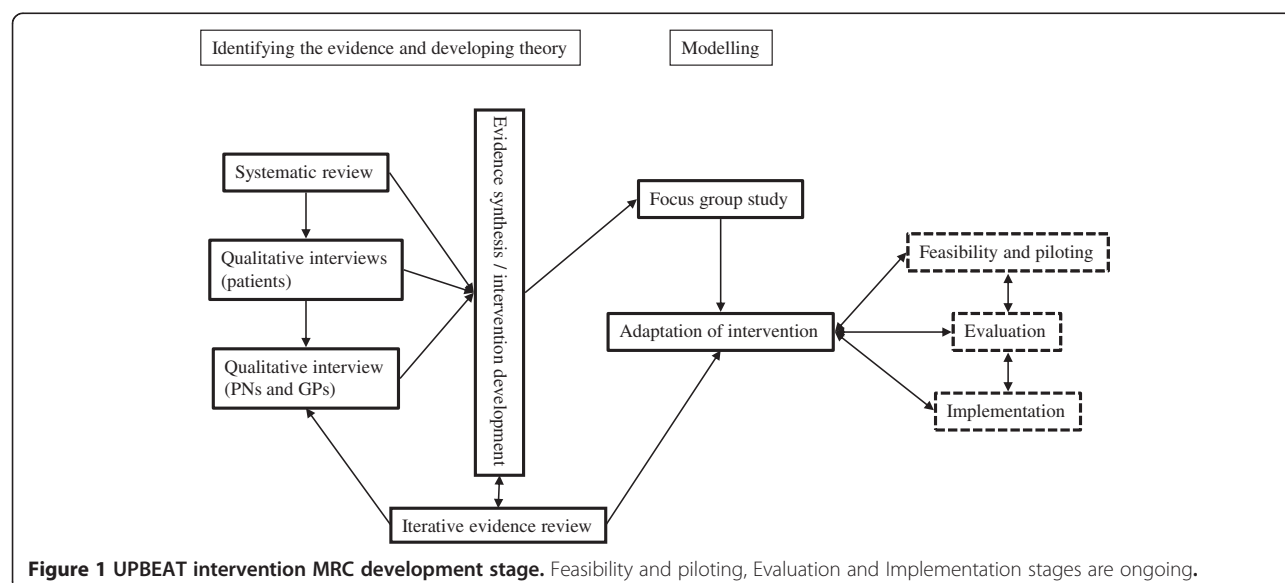 Identifying the evidence and developing theory
Modelling
Evidence synthesis / intervention development
Systematic review
Qualitative interviews
(patients)
Qualitative interview
(PNs and GPs)
Iterative evidence review
Focus group study
Adaptation of intervention
Feasibility and piloting
Evaluation
Implementation
Figure 1 UPBEAT intervention MRC development stage. Feasibility and piloting, Evaluation and Implementation stages are ongoing.